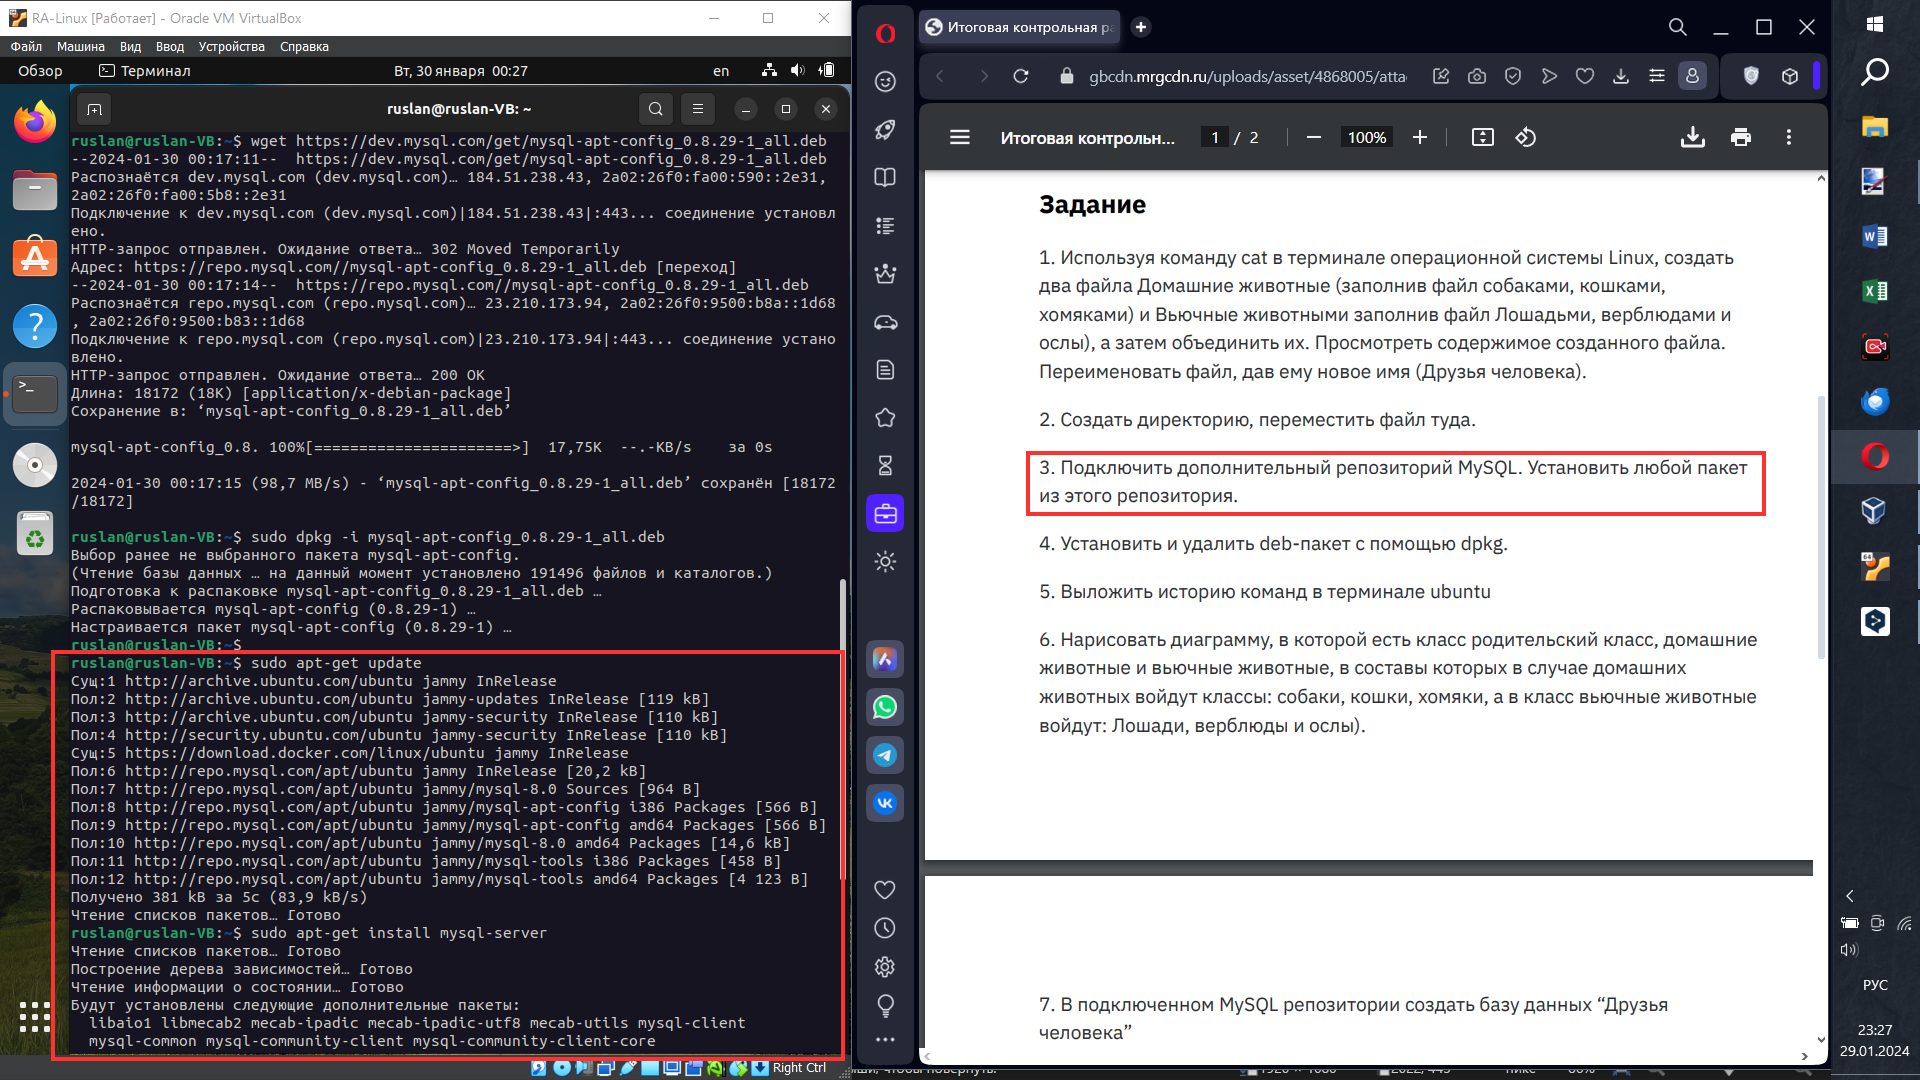 RA-Linux [Работает] - Oracle VM VirtualBox
Файл Машина Вид Ввод Устройства Справка
Обзор Терминал Вт, 30 января 00:27 en
ruslan@ruslan-VB: ~
ruslan@ruslan-VB:~$ wget https://dev.mysql.com/get/mysql-apt-config_0.8.29-1_all.deb
--2024-01-30 00:17:11-- https://dev.mysql.com/get/mysql-apt-config_0.8.29-1_all.deb
Распознаётся dev.mysql.com (dev.mysql.com)… 184.51.238.43, 2a02:26f0:fa00:590::2e31,
2a02:26f0:fa00:5b8::2e31
Подключение к dev.mysql.com (dev.mysql.com)|184.51.238.43|:443... соединение установл
ено.
HTTP-запрос отправлен. Ожидание ответа… 302 Moved Temporarily
Адрес: https://repo.mysql.com//mysql-apt-config_0.8.29-1_all.deb [переход]
--2024-01-30 00:17:14-- https://repo.mysql.com//mysql-apt-config_0.8.29-1_all.deb
Распознаётся repo.mysql.com (repo.mysql.com)… 23.210.173.94, 2a02:26f0:9500:b8a::1d68
, 2a02:26f0:9500:b83::1d68
Подключение к repo.mysql.com (repo.mysql.com)|23.210.173.94|:443... соединение устано
влено.
HTTP-запрос отправлен. Ожидание ответа… 200 OK
Длина: 18172 (18K) [application/x-debian-package]
Сохранение в: ‘mysql-apt-config_0.8.29-1_all.deb’
mysql-apt-config_0.8. 100%[======================>] 17,75K --.-KB/s за 0s
2024-01-30 00:17:15 (98,7 MB/s) - ‘mysql-apt-config_0.8.29-1_all.deb’ сохранён [18172
/18172]
ruslan@ruslan-VB:~$ sudo dpkg -i mysql-apt-config_0.8.29-1_all.deb
Выбор ранее не выбранного пакета mysql-apt-config.
(Чтение базы данных … на данный момент установлено 191496 файлов и каталогов.)
Подготовка к распаковке mysql-apt-config_0.8.29-1_all.deb …
Распаковывается mysql-apt-config (0.8.29-1) …
Настраивается пакет mysql-apt-config (0.8.29-1) …
ruslan@ruslan-VB:~$
ruslan@ruslan-VB:~$ sudo apt-get update
Сущ:1 http://archive.ubuntu.com/ubuntu jammy InRelease
Пол:2 http://archive.ubuntu.com/ubuntu jammy-updates InRelease [119 kB]
Пол:3 http://archive.ubuntu.com/ubuntu jammy-security InRelease [110 kB]
Пол:4 http://security.ubuntu.com/ubuntu jammy-security InRelease [110 kB]
Сущ:5 https://download.docker.com/linux/ubuntu jammy InRelease
Пол:6 http://repo.mysql.com/apt/ubuntu jammy InRelease [20,2 kB]
Пол:7 http://repo.mysql.com/apt/ubuntu jammy/mysql-8.0 Sources [964 B]
Пол:8 http://repo.mysql.com/apt/ubuntu jammy/mysql-apt-config i386 Packages [566 B]
Пол:9 http://repo.mysql.com/apt/ubuntu jammy/mysql-apt-config amd64 Packages [566 B]
Пол:10 http://repo.mysql.com/apt/ubuntu jammy/mysql-8.0 amd64 Packages [14,6 kB]
Пол:11 http://repo.mysql.com/apt/ubuntu jammy/mysql-tools i386 Packages [458 B]
Пол:12 http://repo.mysql.com/apt/ubuntu jammy/mysql-tools amd64 Packages [4 123 B]
Получено 381 kB за 5с (83,9 kB/s)
Чтение списков пакетов… Готово
ruslan@ruslan-VB:~$ sudo apt-get install mysql-server
Чтение списков пакетов… Готово
Построение дерева зависимостей… Готово
Чтение информации о состоянии… Готово
Будут установлены следующие дополнительные пакеты:
libaio1 libmecab2 mecab-ipadic mecab-ipadic-utf8 mecab-utils mysql-client
mysql-common mysql-community-client mysql-community-client-core
Right Ctrl
Итоговая контрольная ра
gbcdn.mrgcdn.ru/uploads/asset/4868005/atta
Итоговая контрольн... 1 / 2 100%
Задание
1. Используя команду cat в терминале операционной системы Linux, создать
два файла Домашние животные (заполнив файл собаками, кошками,
хомяками) и Вьючные животными заполнив файл Лошадьми, верблюдами и
ослы), а затем объединить их. Просмотреть содержимое созданного файла.
Переименовать файл, дав ему новое имя (Друзья человека).
2. Создать директорию, переместить файл туда.
3. Подключить дополнительный репозиторий MySQL. Установить любой пакет
из этого репозитория.
4. Установить и удалить deb-пакет с помощью dpkg.
5. Выложить историю команд в терминале ubuntu
6. Нарисовать диаграмму, в которой есть класс родительский класс, домашние
животные и вьючные животные, в составы которых в случае домашних
животных войдут классы: собаки, кошки, хомяки, а в класс вьючные животные
войдут: Лошади, верблюды и ослы).
7. В подключенном MySQL репозитории создать базу данных “Друзья
человека”
64
РУС
23:27
29.01.2024